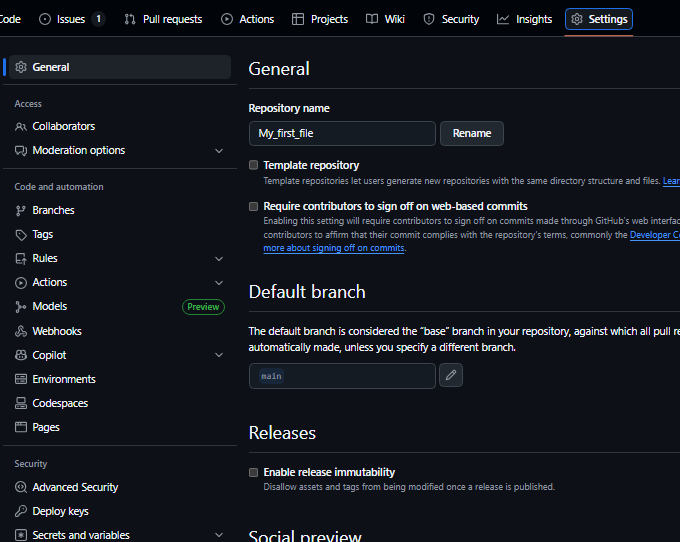 Code
Issues 1
Pull requests
Actions
Projects
Wiki
Security
Insights
Settings
General
Access
Collaborators
Moderation options
Code and automation
Branches
Tags
Rules
Actions
Models Preview
Webhooks
Copilot
Environments
Codespaces
Pages
Security
Advanced Security
Deploy keys
Secrets and variables
General
Repository name
My_first_file Rename
Template repository
Template repositories let users generate new repositories with the same directory structure and files.
Require contributors to sign off on web-based commits
Enabling this setting will require contributors to sign off on commits made through GitHub's web
contributors to affirm that their commit complies with the repository's terms, commonly the Developer
more about signing off on commits.
Default branch
The default branch is considered the “base” branch in your repository, against which all pull
automatically made, unless you specify a different branch.
main
Releases
Enable release immutability
Disallow assets and tags from being modified once a release is published.
Social preview